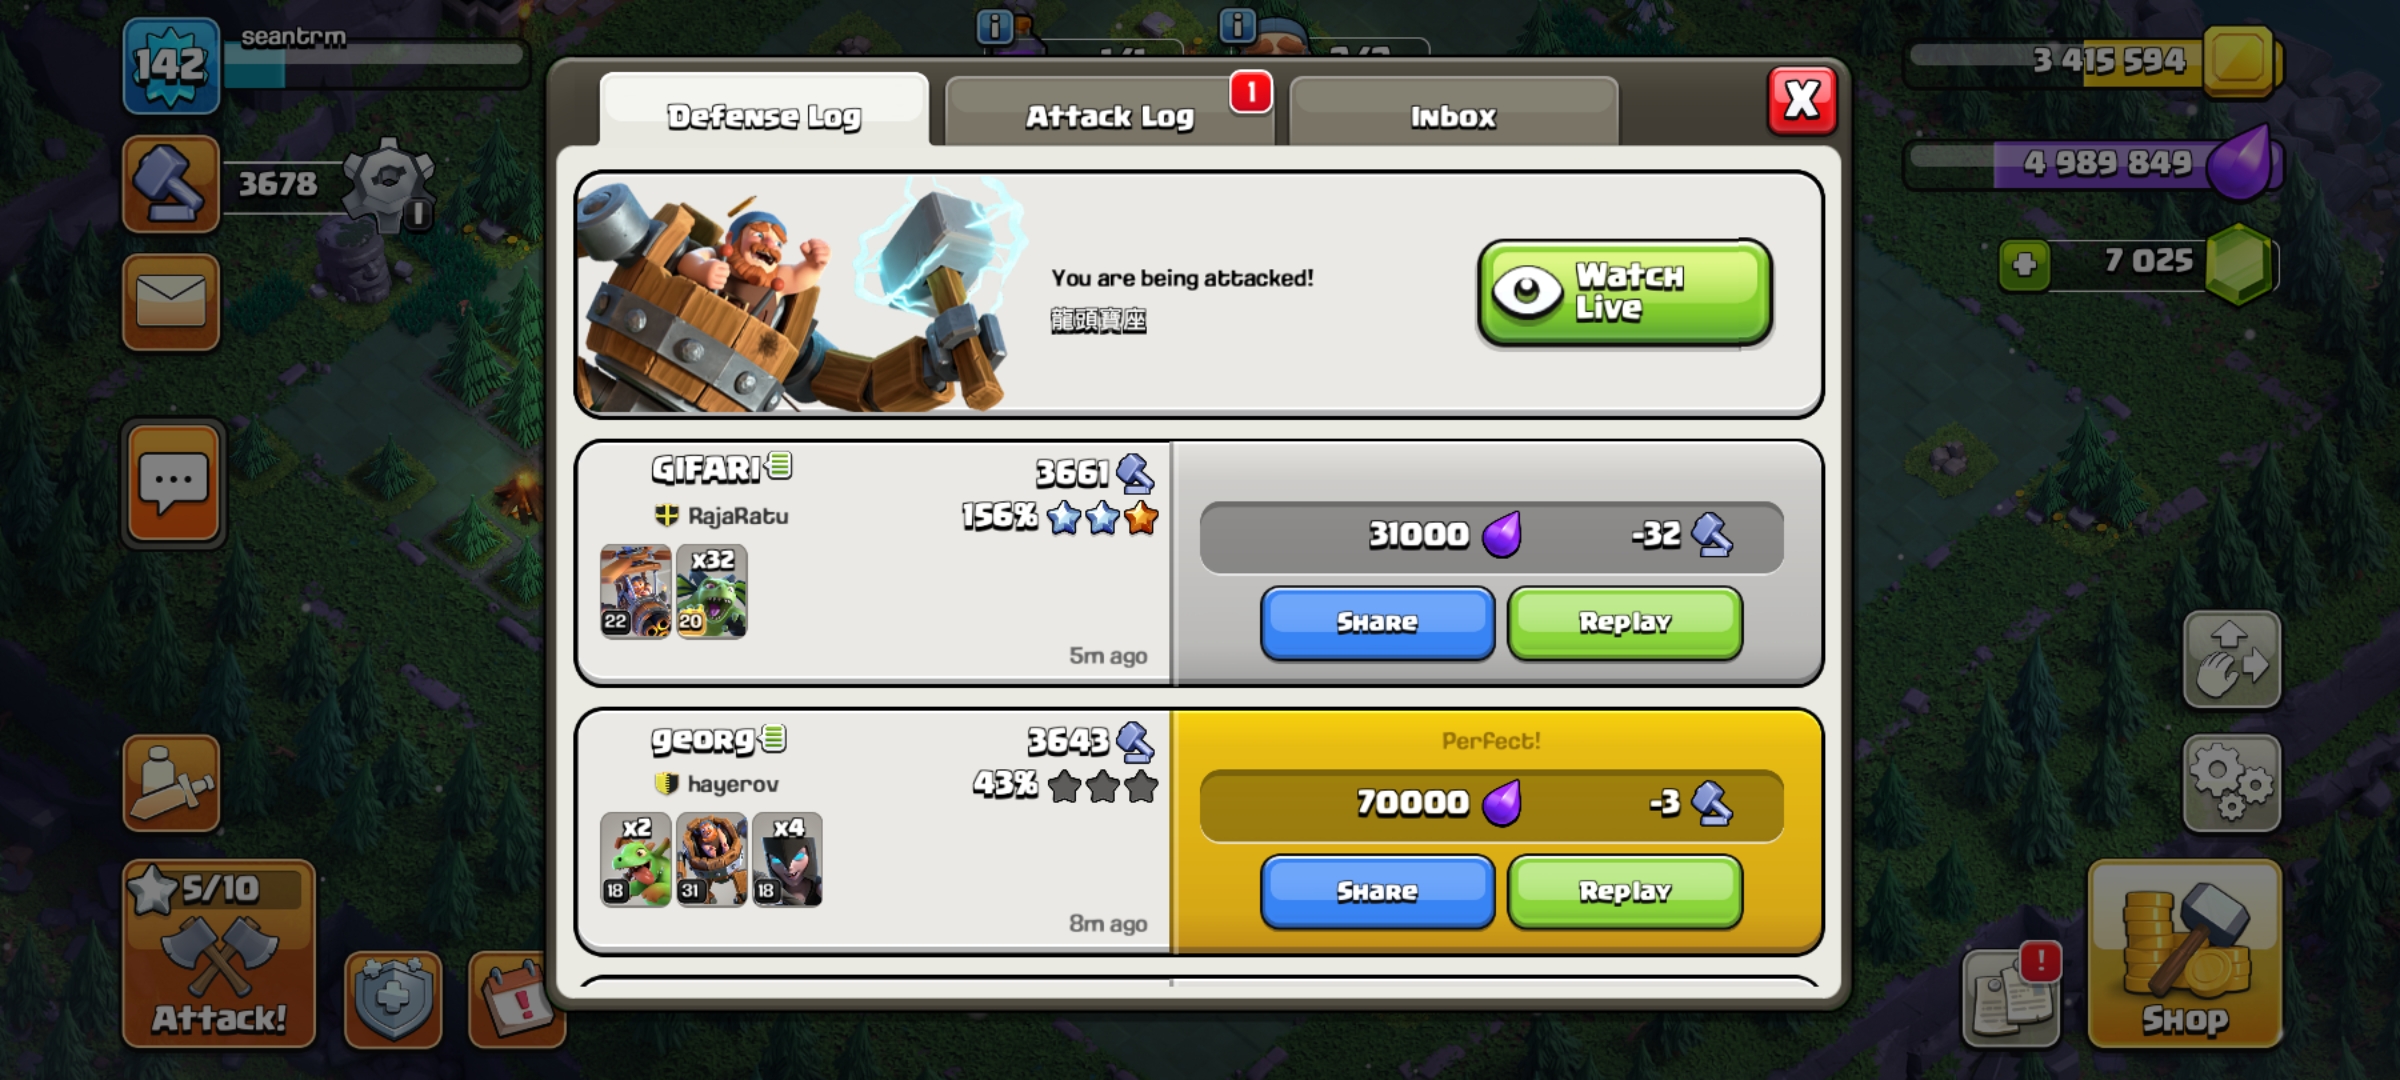 142
seantrm
3678
I
3 415 594
4 989 849
7 025
Defense Log
Attack Log
1
Inbox
X
You are being attacked!
龍頭寶座
Watch
Live
GIFARI
3661
RajaRatu
156%
22
x32
20
5m ago
31000
-32
Share
Replay
georg
3643
hayerov
43%
x2
18
31
x4
18
8m ago
Perfect!
70000
-3
Share
Replay
5/10
Attack!
!
Shop